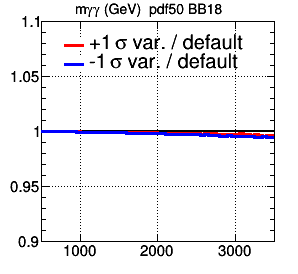 mγγ (GeV) pdf50 BB18
+1 σ var. / default
-1 σ var. / default
1.1
1.05
1
0.95
0.9
1000 2000 3000